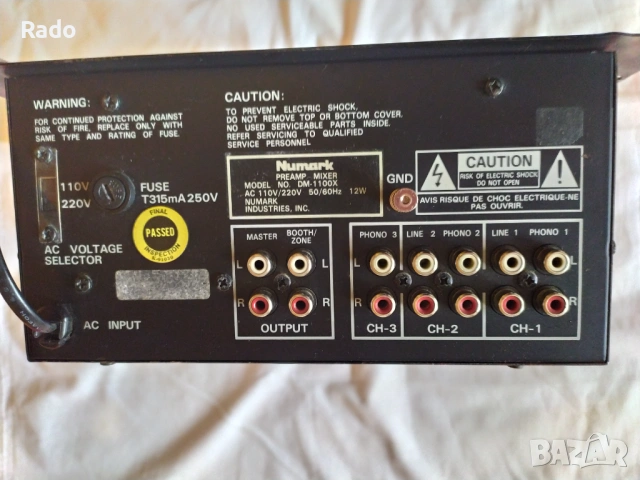 Rado
WARNING:
FOR CONTINUED PROTECTION AGAINST
RISK OF FIRE, REPLACE ONLY WITH
SAME TYPE AND RATING OF FUSE.
CAUTION:
TO PREVENT ELECTRIC SHOCK,
DO NOT REMOVE TOP OR BOTTOM COVER.
NO USED SERVICEABLE PARTS INSIDE.
REFER SERVICING TO QUALIFIED
SERVICE PERSONNEL
110V
220V
FUSE
T315mA250V
AC VOLTAGE
SELECTOR
FINAL
PASSED
INSPECTION
AC INPUT
Numark
PREAMP MIXER
MODEL NO. DM-1100X
AC 110V/220V 50/60Hz 12W
NUMARK
INDUSTRIES, INC.
GND
CAUTION
RISK OF ELECTRIC SHOCK
DO NOT OPEN
AVIS RISQUE DE CHOC ELECTRIQUE-NE
PAS OUVRIR.
MASTER
BOOTH/
ZONE
L L
R R
OUTPUT
PHONO 3 LINE 2 PHONO 2 LINE 1 PHONO 1
L L
R R
CH-3 CH-2 CH-1
BAZAR